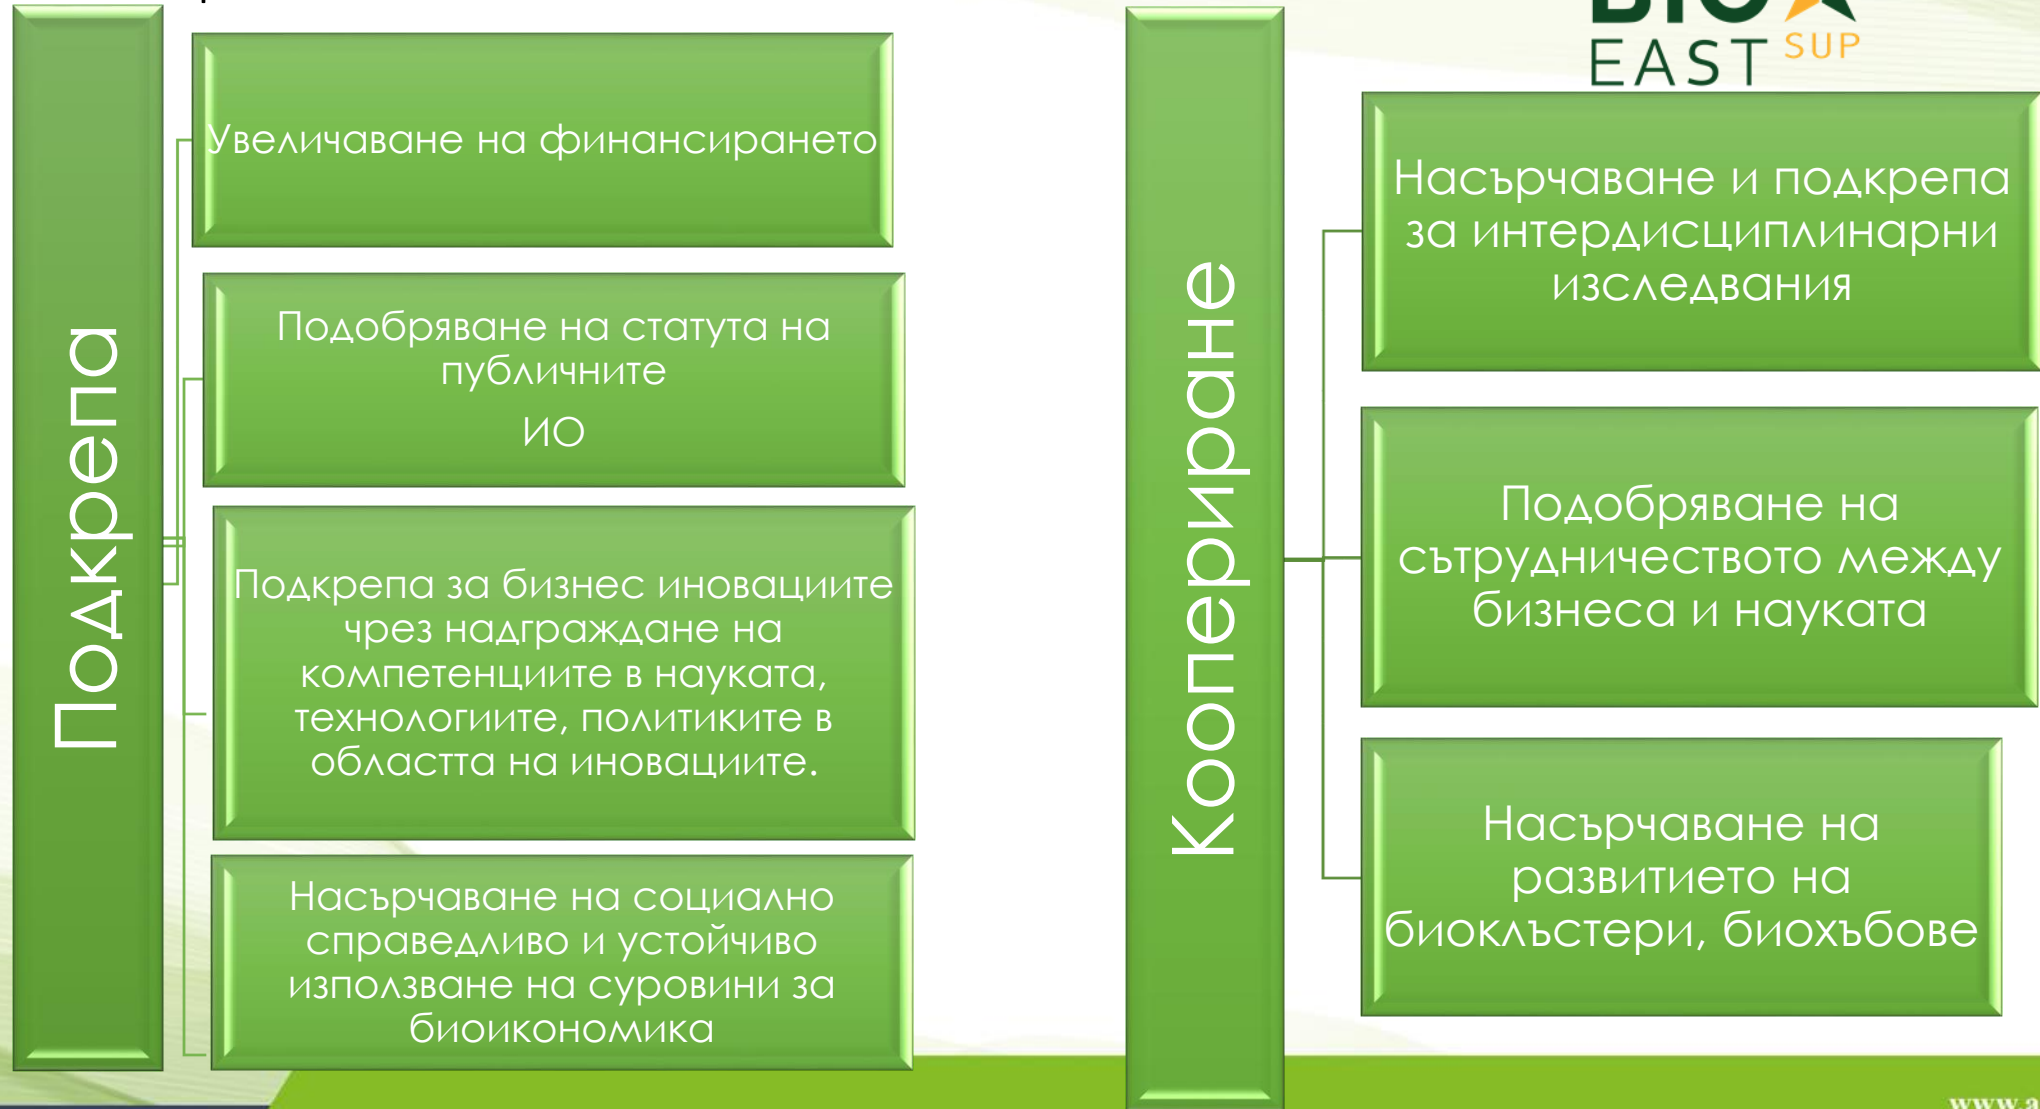 Подкрепа
Увеличаване на финансирането
Подобряване на статута на
публичните
ИО
Подкрепа за бизнес иновациите
чрез надграждане на
компетенциите в науката,
технологиите, политиките в
областта на иновациите.
Насърчаване на социално
справедливо и устойчиво
използване на суровини за
биоикономика
Коопериране
BIO
EAST SUP
Насърчаване и подкрепа
за интердисциплинарни
изследвания
Подобряване на
сътрудничеството между
бизнеса и науката
Насърчаване на
развитието на
биоклъстери, биохъбове